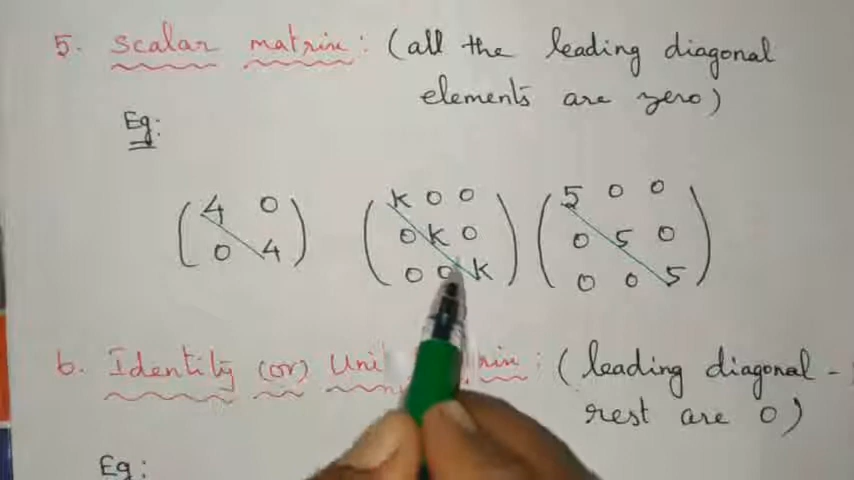 5. Scalar matrix: (all the leading diagonal
elements are zero)
Eg:
4 0
0 4
K 0 0
0 K 0
0 0 K
5 0 0
0 5 0
0 0 5
6. Identity (or) : (leading diagonal -
rest are 0)
Eg: